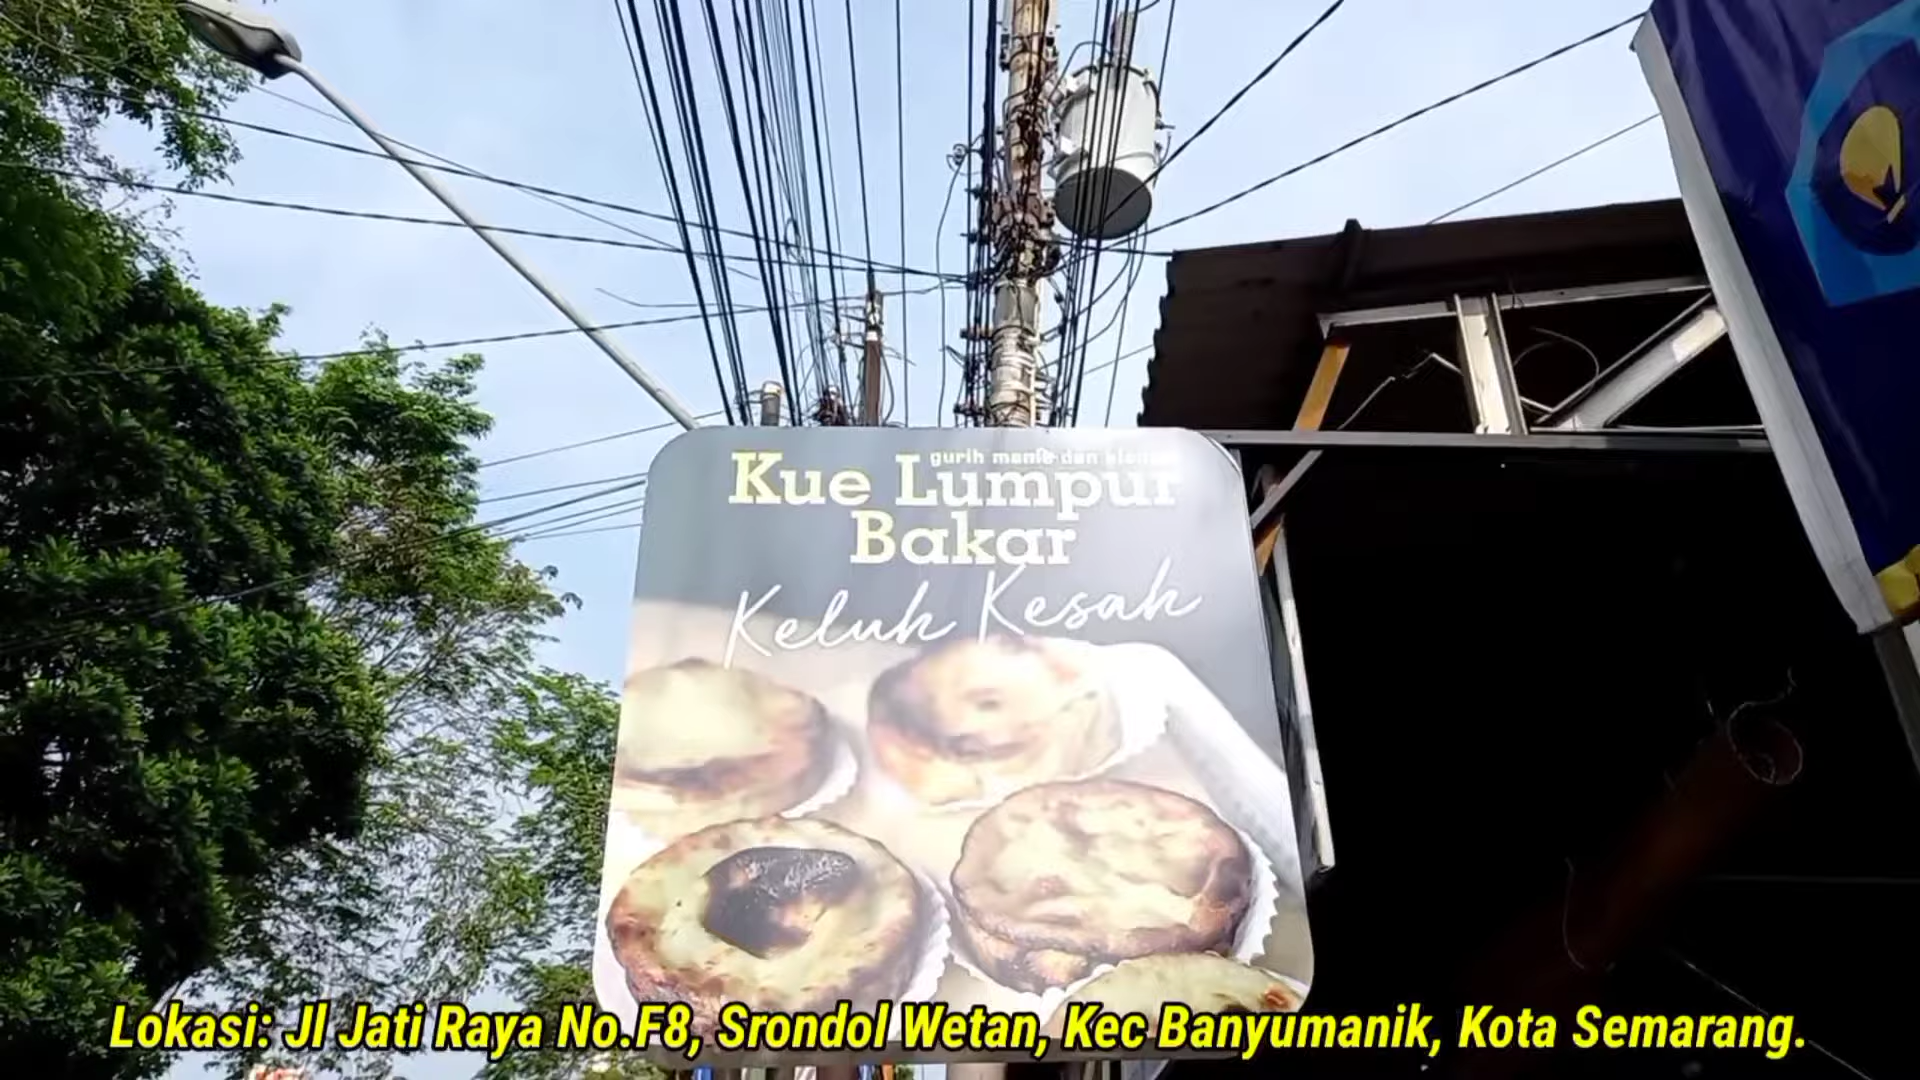 gurih manis dan
Kue Lumpur
Bakar
Keluh Kesah
Lokasi: Jl Jati Raya No.F8, Srondol Wetan, Kec Banyumanik, Kota Semarang.